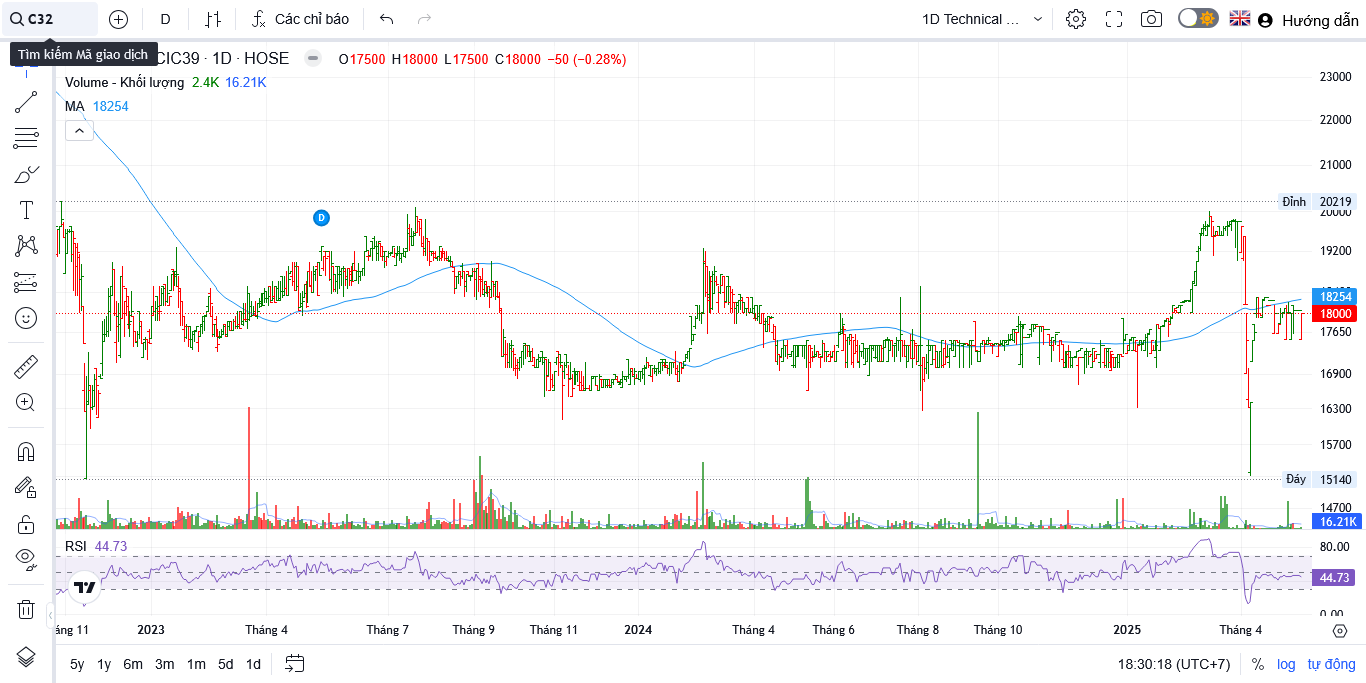 C32
D
Các chỉ báo
1D Technical ...
Hướng dẫn
Tìm kiếm Mã giao dịch
CIC39 · 1D · HOSE
O17500 H18000 L17500 C18000 −50 (−0.28%)
Volume - Khối lượng 2.4K 16.21K
MA 18254
23000
22000
21000
D
Đỉnh 20219
20000
19200
18254
18000
17650
16900
16300
15700
Đáy 15140
14700
16.21K
RSI 44.73
80.00
44.73
0.00
áng 11
2023
Tháng 4
Tháng 7
Tháng 9
Tháng 11
2024
Tháng 4
Tháng 6
Tháng 8
Tháng 10
2025
Tháng 4
5y 1y 6m 3m 1m 5d 1d
18:30:18 (UTC+7)
% log tự động